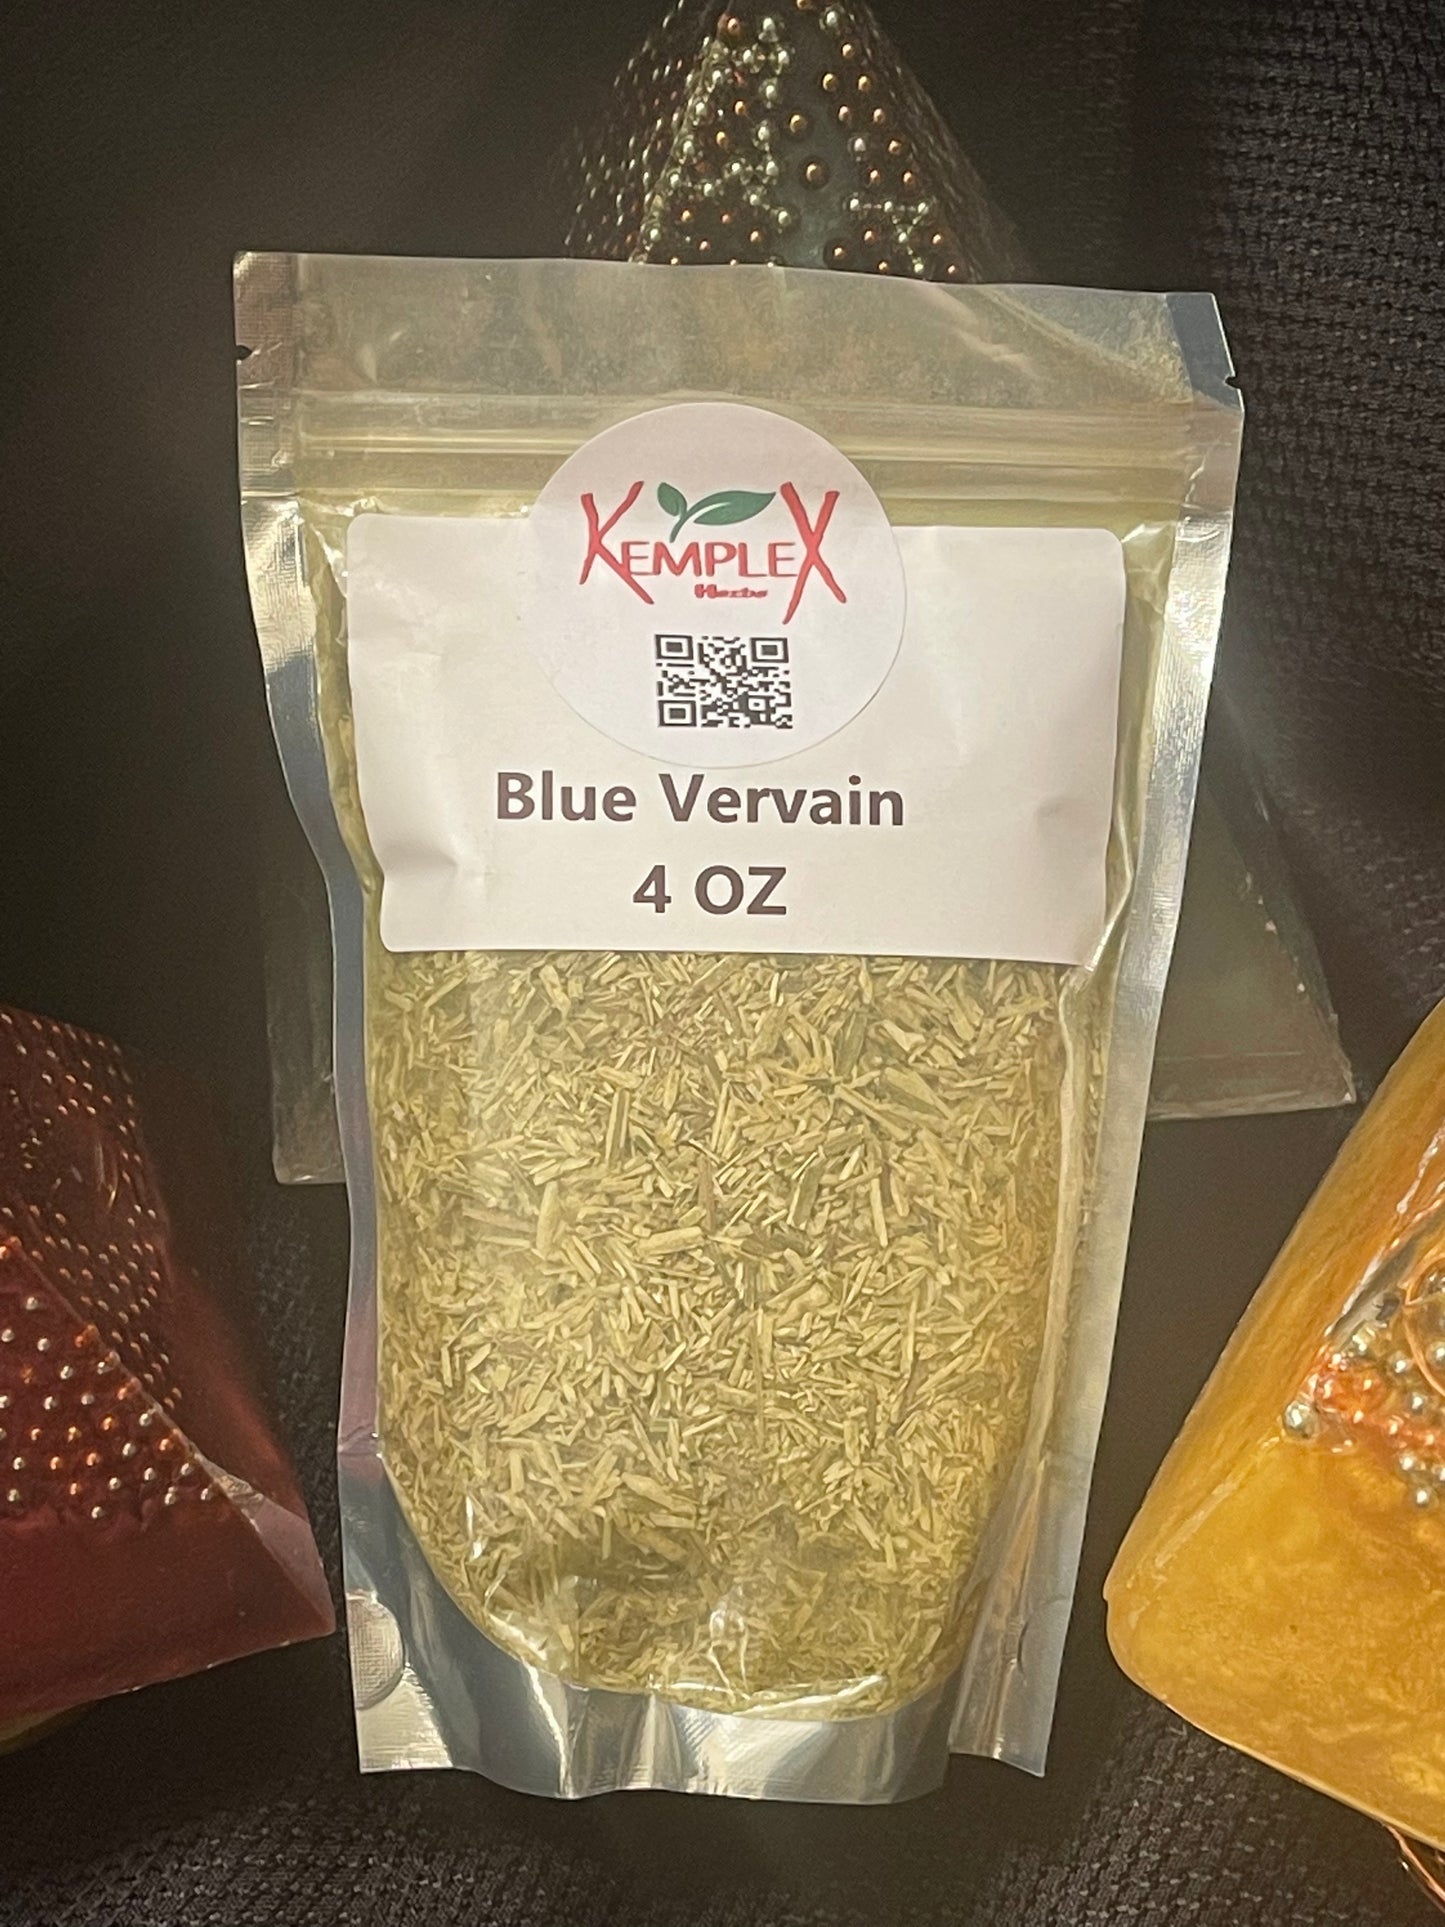 KEMPLEX
Herbs
Blue Vervain
4 OZ